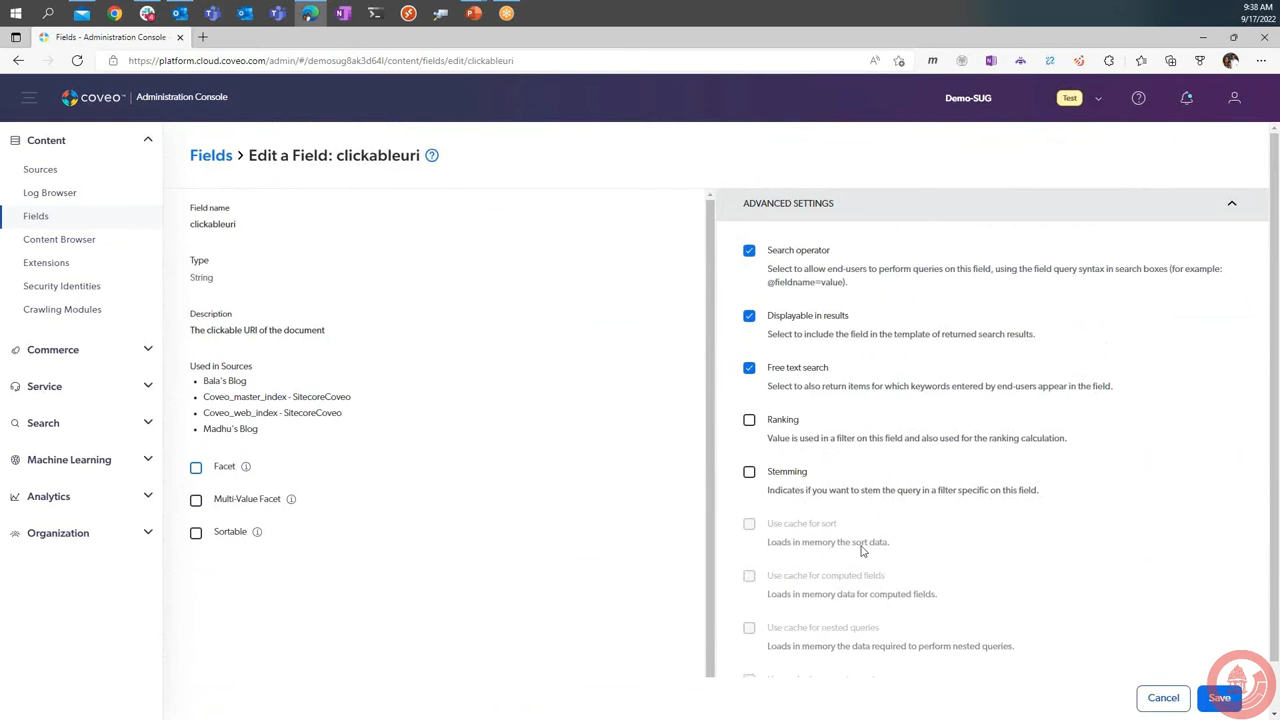 9:38 AM
9/17/2022
Fields - Administration Console
https://platform.cloud.coveo.com/admin/#/demosug8ak3d64l/content/fields/edit/clickableuri
coveo™ Administration Console
Demo-SUG
Test
Content
Sources
Log Browser
Fields
Content Browser
Extensions
Security Identities
Crawling Modules
Commerce
Service
Search
Machine Learning
Analytics
Organization
Fields > Edit a Field: clickableuri
Field name
clickableuri
Type
String
Description
The clickable URI of the document
Used in Sources
• Bala's Blog
• Coveo_master_index - SitecoreCoveo
• Coveo_web_index - SitecoreCoveo
• Madhu's Blog
Facet
Multi-Value Facet
Sortable
ADVANCED SETTINGS
Search operator
Select to allow end-users to perform queries on this field, using the field query syntax in search boxes (for example:
@fieldname=value).
Displayable in results
Select to include the field in the template of returned search results.
Free text search
Select to also return items for which keywords entered by end-users appear in the field.
Ranking
Value is used in a filter on this field and also used for the ranking calculation.
Stemming
Indicates if you want to stem the query in a filter specific on this field.
Use cache for sort
Loads in memory the sort data.
Use cache for computed fields
Loads in memory data for computed fields.
Use cache for nested queries
Loads in memory the data required to perform nested queries.
Cancel
Save